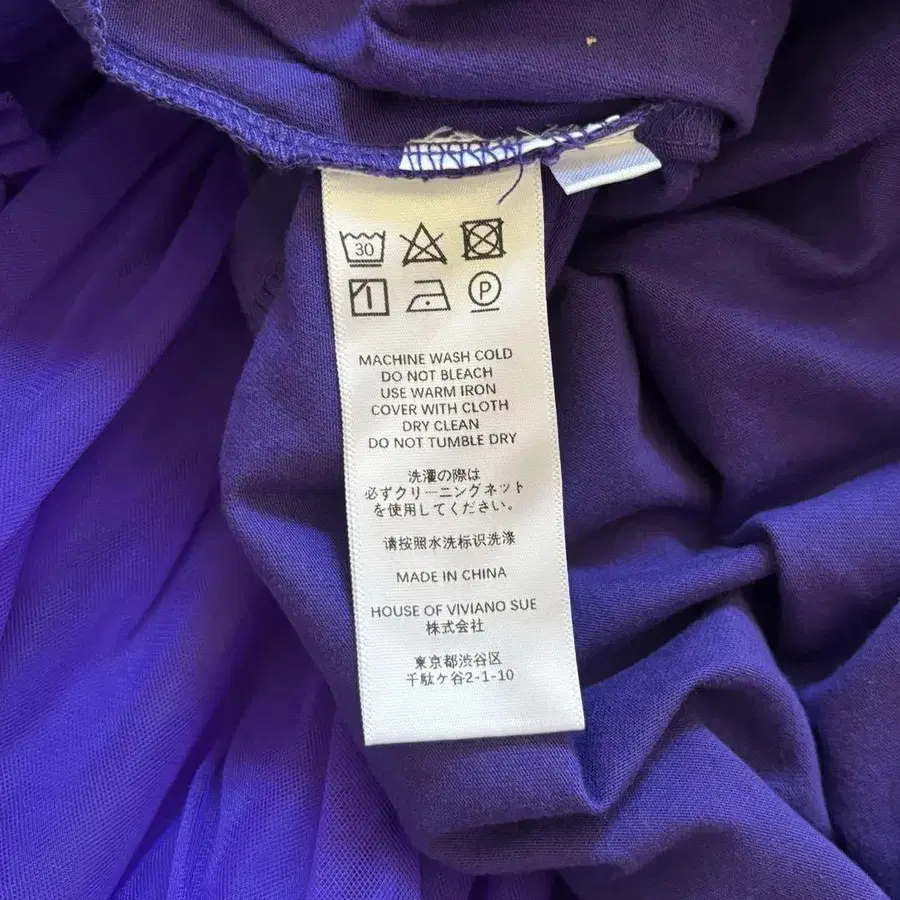 30
P
MACHINE WASH COLD
DO NOT BLEACH
USE WARM IRON
COVER WITH CLOTH
DRY CLEAN
DO NOT TUMBLE DRY
洗濯の際は
必ずクリーニングネット
を使用してください。
请按照水洗标识洗涤
MADE IN CHINA
HOUSE OF VIVIANO SUE
株式会社
東京都渋谷区
千駄ケ谷2-1-10